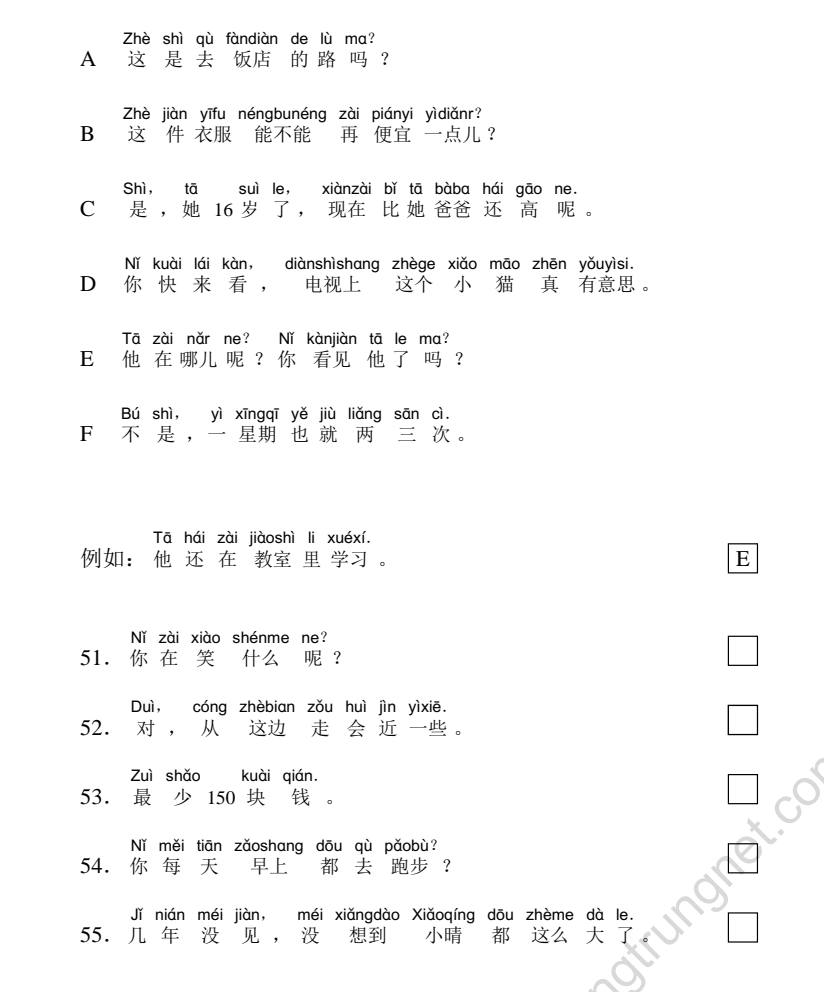 Zhè shì qù fàndiàn de lù ma?
A 这 是 去 饭店 的 路 吗 ?
Zhè jiàn yīfu néngbunéng zài piányi yìdiǎnr?
B 这 件 衣服 能不能 再 便宜 一点儿 ?
Shì, tā suì le, xiànzài bǐ tā bàba hái gāo ne.
C 是 , 她 16 岁 了 , 现在 比 她 爸爸 还 高 呢 。
Nǐ kuài lái kàn, diànshìshang zhège xiǎo māo zhēn yǒuyìsi.
D 你 快 来 看 , 电视上 这个 小 猫 真 有意思 。
Tā zài nǎr ne? Nǐ kànjiàn tā le ma?
E 他 在 哪儿 呢 ? 你 看见 他 了 吗 ?
Bú shì, yì xīngqī yě jiù liǎng sān cì.
F 不 是 , 一 星期 也 就 两 三 次 。
Tā hái zài jiàoshì li xuéxí.
例如: 他 还 在 教室 里 学习 。 E
Nǐ zài xiào shénme ne?
51. 你 在 笑 什么 呢 ?
Duì, cóng zhèbian zǒu huì jìn yìxiē.
52. 对 , 从 这边 走 会 近 一些 。
Zuì shǎo kuài qián.
53. 最 少 150 块 钱 。
Nǐ měi tiān zǎoshang dōu qù pǎobù?
54. 你 每 天 早上 都 去 跑步 ?
Jǐ nián méi jiàn, méi xiǎngdào Xiǎoqíng dōu zhème dà le.
55. 几 年 没 见 , 没 想到 小晴 都 这么 大 了 。